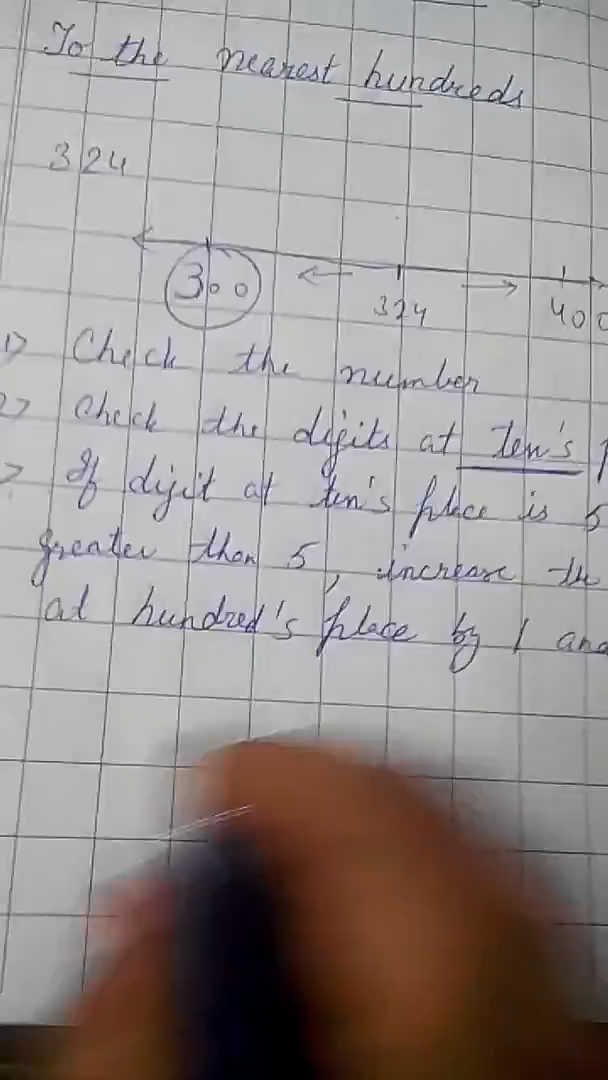 To the nearest hundreds
324
300 324 400
1) Check the number
2) Check the digits at ten's
If digit at ten's place is 5
greater than 5, increase the
at hundred's place by 1 and